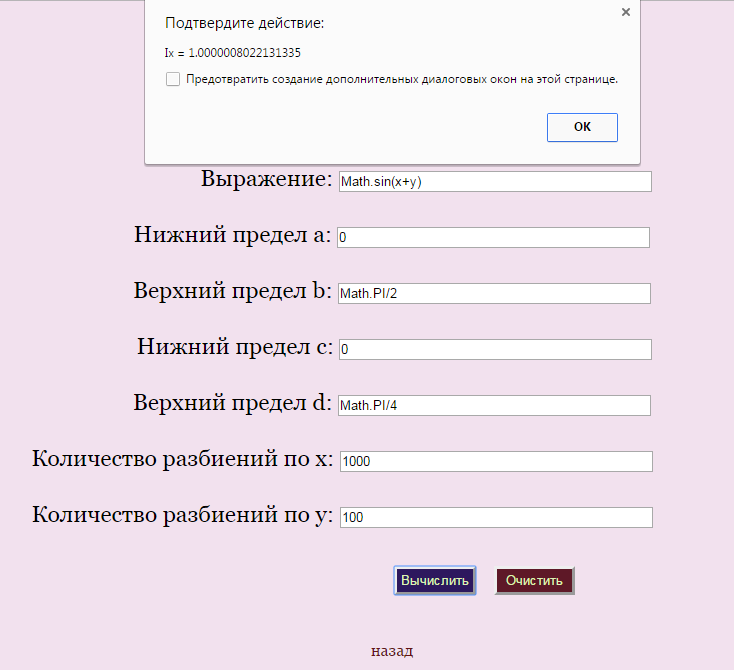 Подтвердите действие:
Ix = 1.0000008022131335
Предотвратить создание дополнительных диалоговых окон на этой странице.
ОК
Выражение: Math.sin(x+y)
Нижний предел a: 0
Верхний предел b: Math.PI/2
Нижний предел c: 0
Верхний предел d: Math.PI/4
Количество разбиений по x: 1000
Количество разбиений по y: 100
Вычислить Очистить
назад